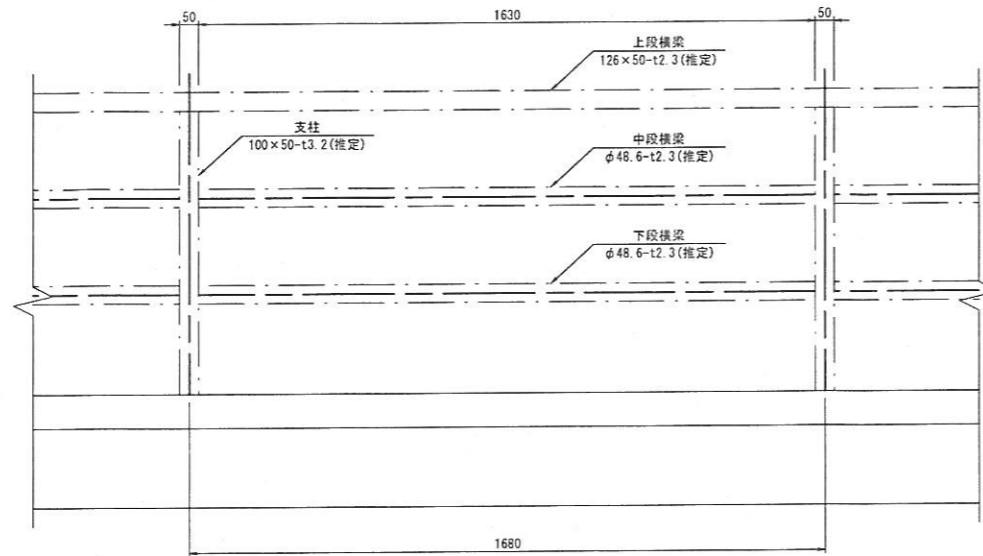 50
1630
50
上段横梁
126×50-t2.3(推定)
支柱
100×50-t3.2(推定)
中段横梁
φ48.6-t2.3(推定)
下段横梁
φ48.6-t2.3(推定)
1680